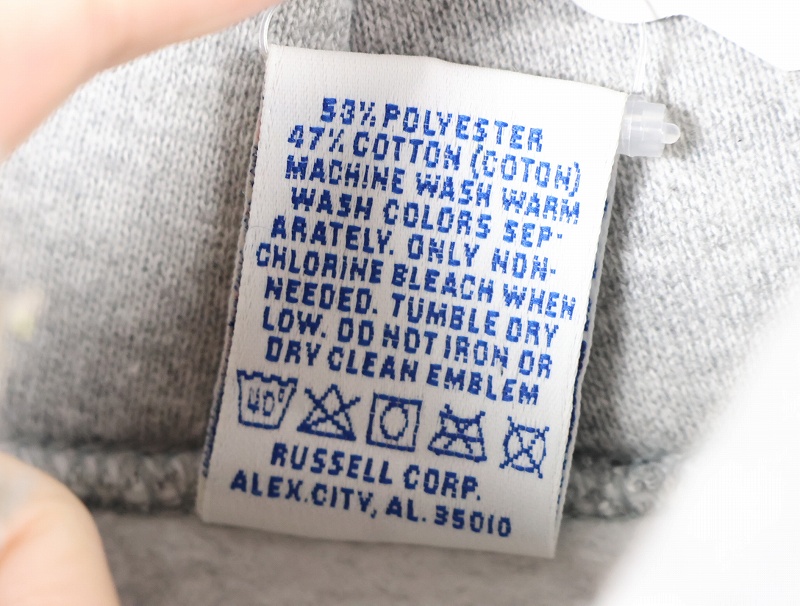 53% POLYESTER
47% COTTON (COTON)
MACHINE WASH WARM
WASH COLORS SEP-
ARATELY. ONLY NON-
CHLORINE BLEACH WHEN
NEEDED. TUMBLE DRY
LOW. DO NOT IRON OR
DRY CLEAN EMBLEM
40°
RUSSELL CORP.
ALEX.CITY, AL. 35010